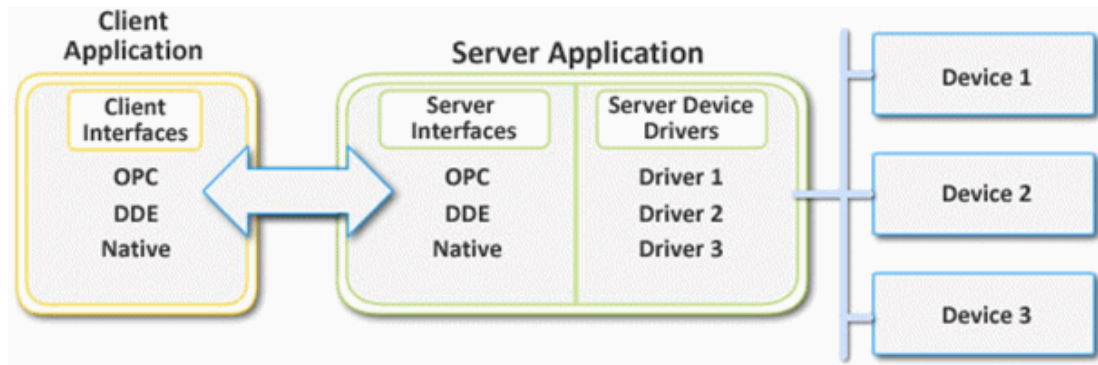 Client
Application
Client
Interfaces
OPC
DDE
Native
Server Application
Server
Interfaces
OPC
DDE
Native
Server Device
Drivers
Driver 1
Driver 2
Driver 3
Device 1
Device 2
Device 3